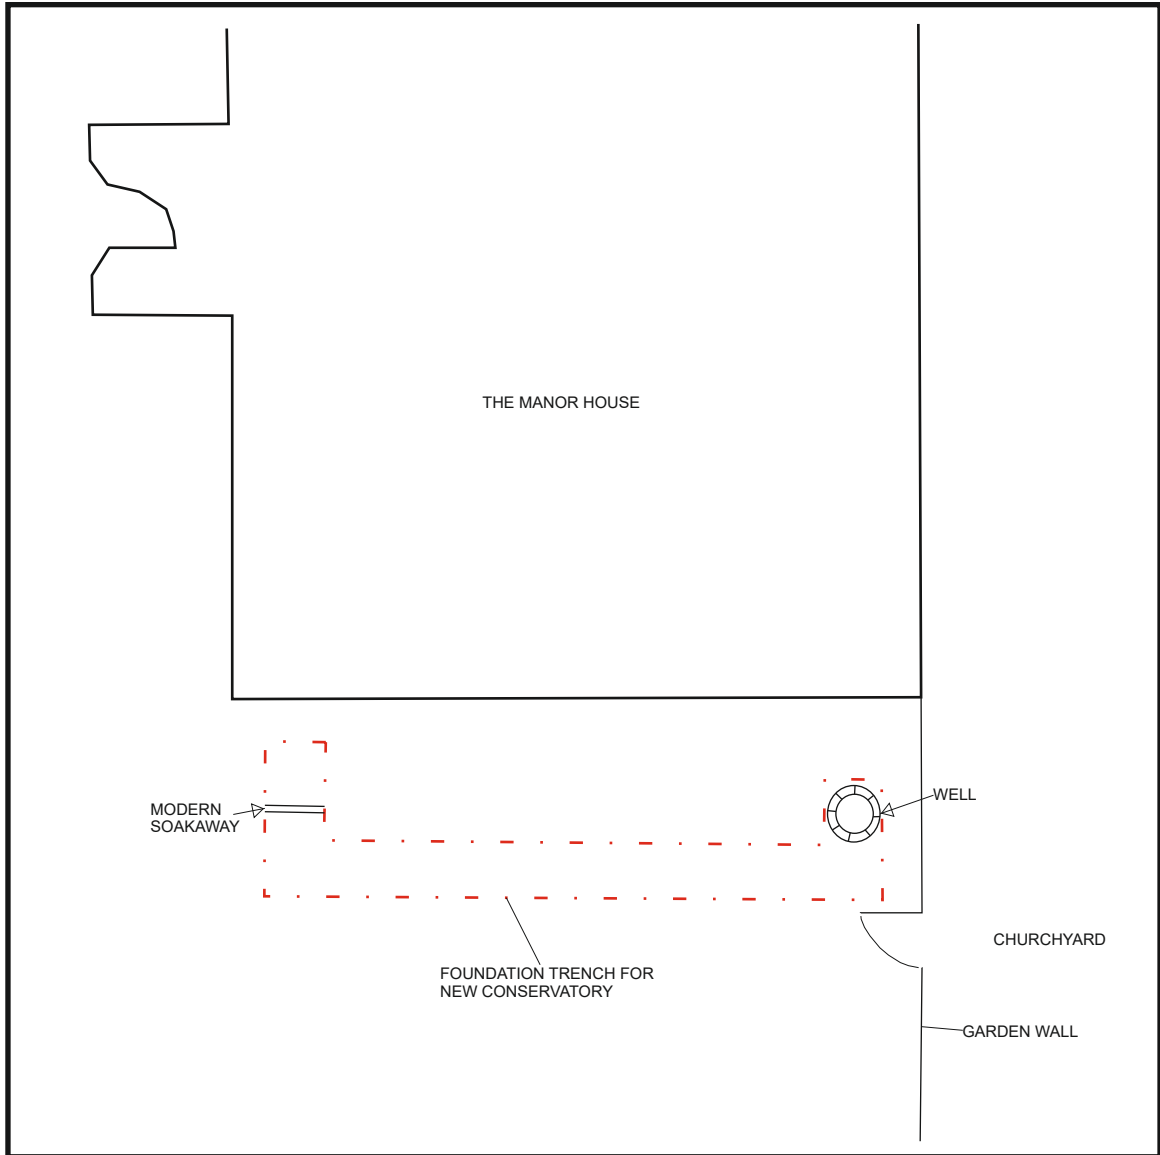 THE MANOR HOUSE
MODERN
SOAKAWAY
WELL
CHURCHYARD
FOUNDATION TRENCH FOR
NEW CONSERVATORY
GARDEN WALL